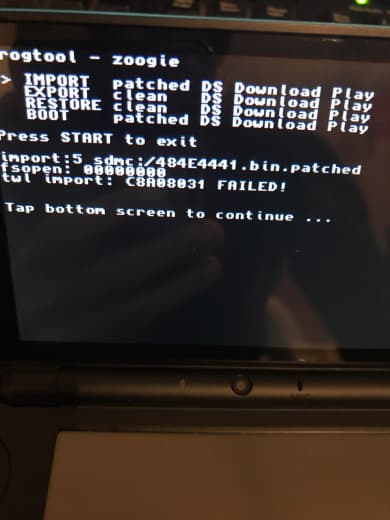 rogtool - zoogie
> IMPORT patched DS Download Play
EXPORT clean DS Download Play
RESTORE clean DS Download Play
BOOT patched DS Download Play
Press START to exit
import:5 sdmc:/484E4441.bin.patched
fsopen: 00000000
twl import: C8A08031 FAILED!
Tap bottom screen to continue ...